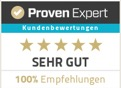 Proven Expert
Kundenbewertungen
SEHR GUT
100% Empfehlungen